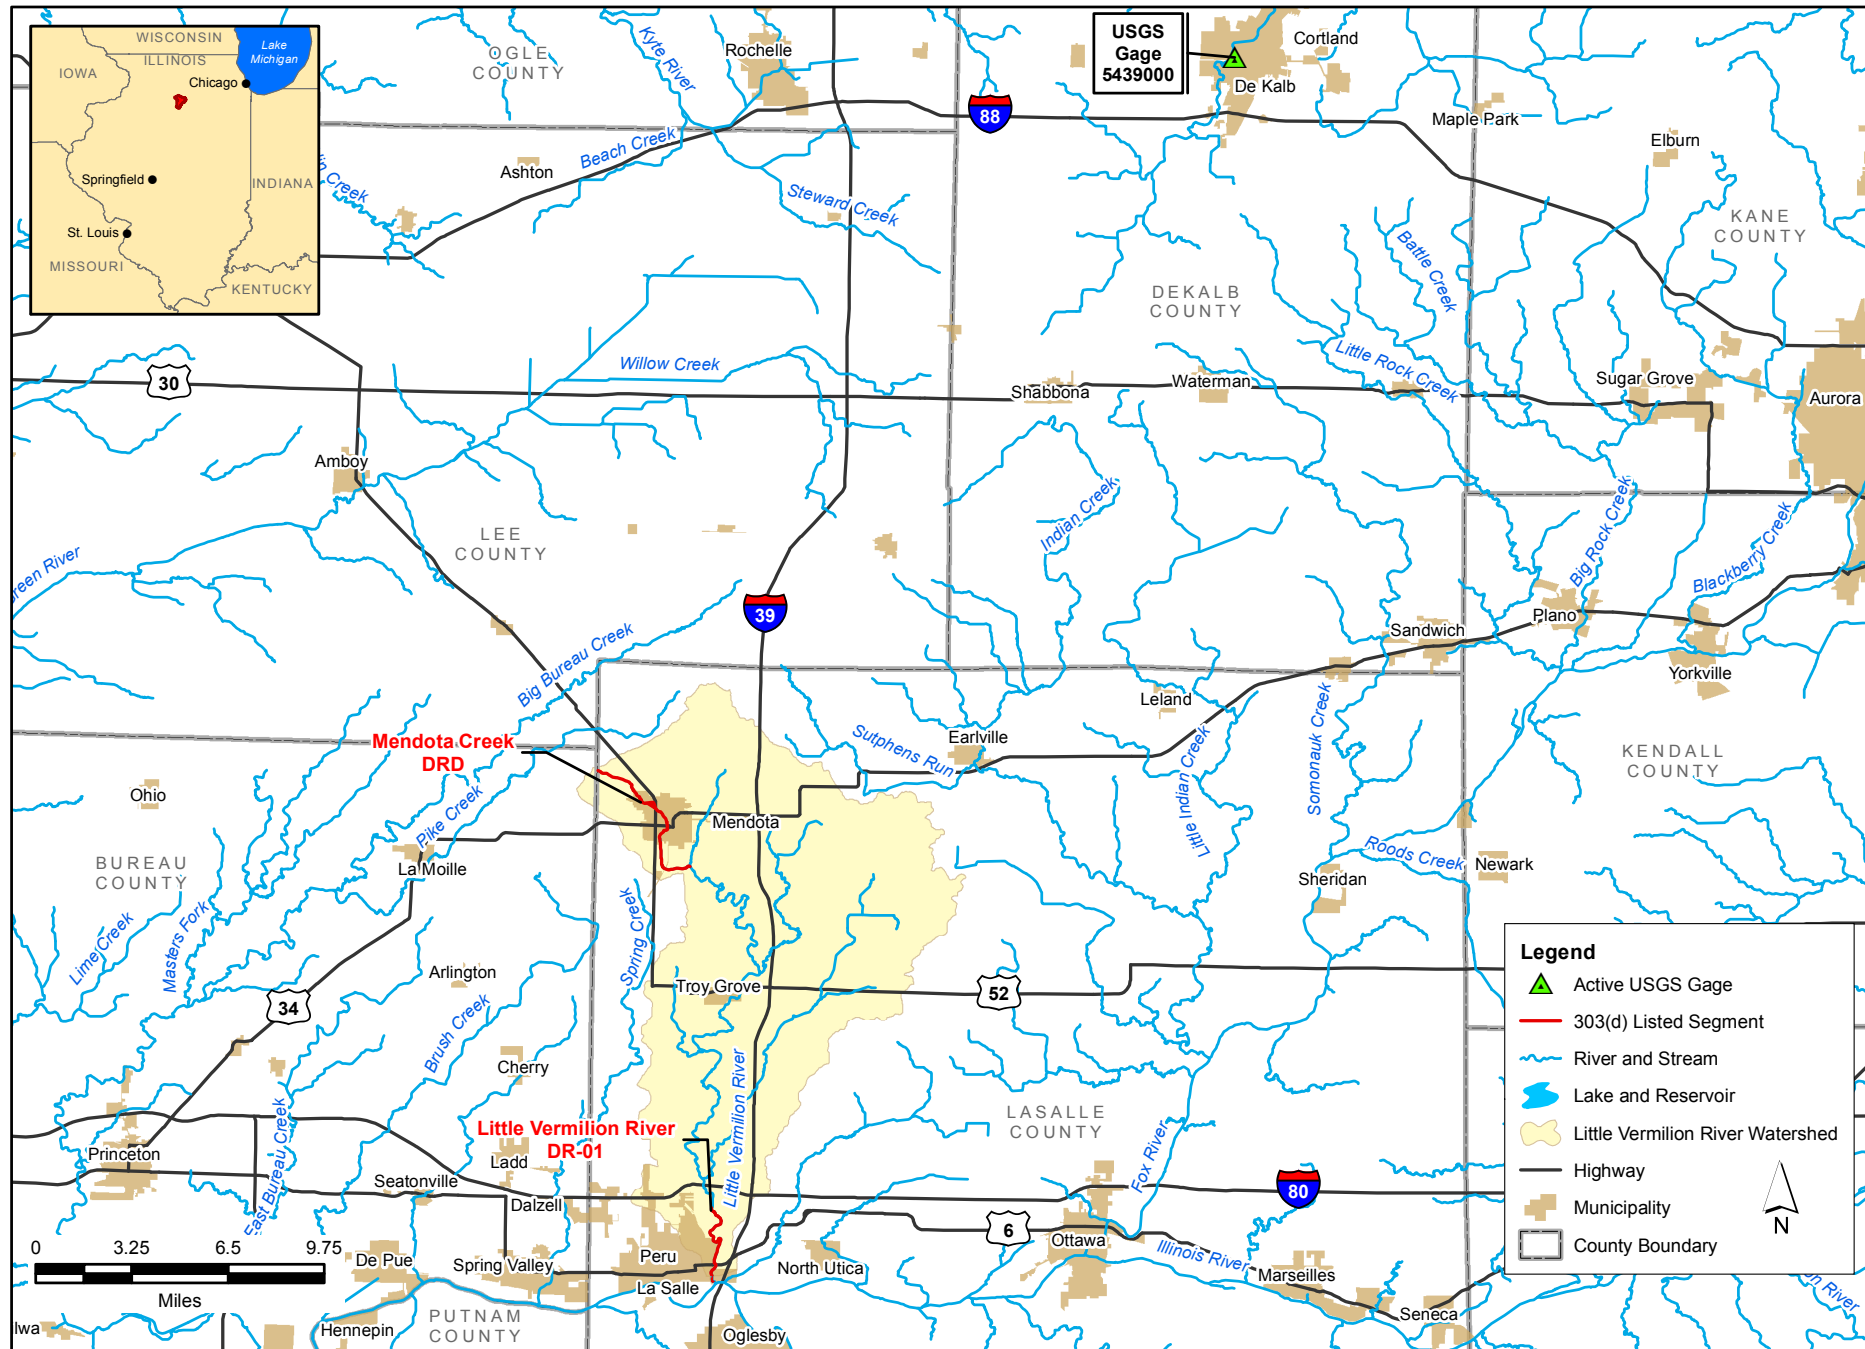 WISCONSIN
Lake
Michigan
ILLINOIS
IOWA
Chicago
Springfield
INDIANA
St. Louis
MISSOURI
KENTUCKY
OGLE
COUNTY
Kyte River
Rochelle
USGS
Gage
5439000
Cortland
De Kalb
88
Maple Park
Elburn
Beach Creek
Ashton
Steward Creek
KANE
COUNTY
Battle Creek
DEKALB
COUNTY
30
Willow Creek
Little Rock Creek
Shabbona
Waterman
Sugar Grove
Aurora
Amboy
Indian Creek
LEE
COUNTY
Big Rock Creek
Blackberry Creek
Green River
39
Plano
Sandwich
Yorkville
Big Bureau Creek
Leland
Somonauk Creek
Mendota Creek
DRD
Sutphens Run
Earlville
Little Indian Creek
KENDALL
COUNTY
Ohio
Pike Creek
Mendota
La Moille
BUREAU
COUNTY
Roods Creek
Newark
Sheridan
Lime Creek
Masters Fork
Spring Creek
Arlington
Troy Grove
52
34
Brush Creek
Cherry
Little Vermilion River
LASALLE
COUNTY
Little Vermilion River
DR-01
Fox River
Princeton
Ladd
East Bureau Creek
Seatonville
Dalzell
80
6
Ottawa
Illinois River
De Pue
Spring Valley
Peru
La Salle
North Utica
Marseilles
Seneca
Hennepin
PUTNAM
COUNTY
Oglesby
0 3.25 6.5 9.75
Miles
Legend
Active USGS Gage
303(d) Listed Segment
River and Stream
Lake and Reservoir
Little Vermilion River Watershed
Highway
Municipality
County Boundary
N